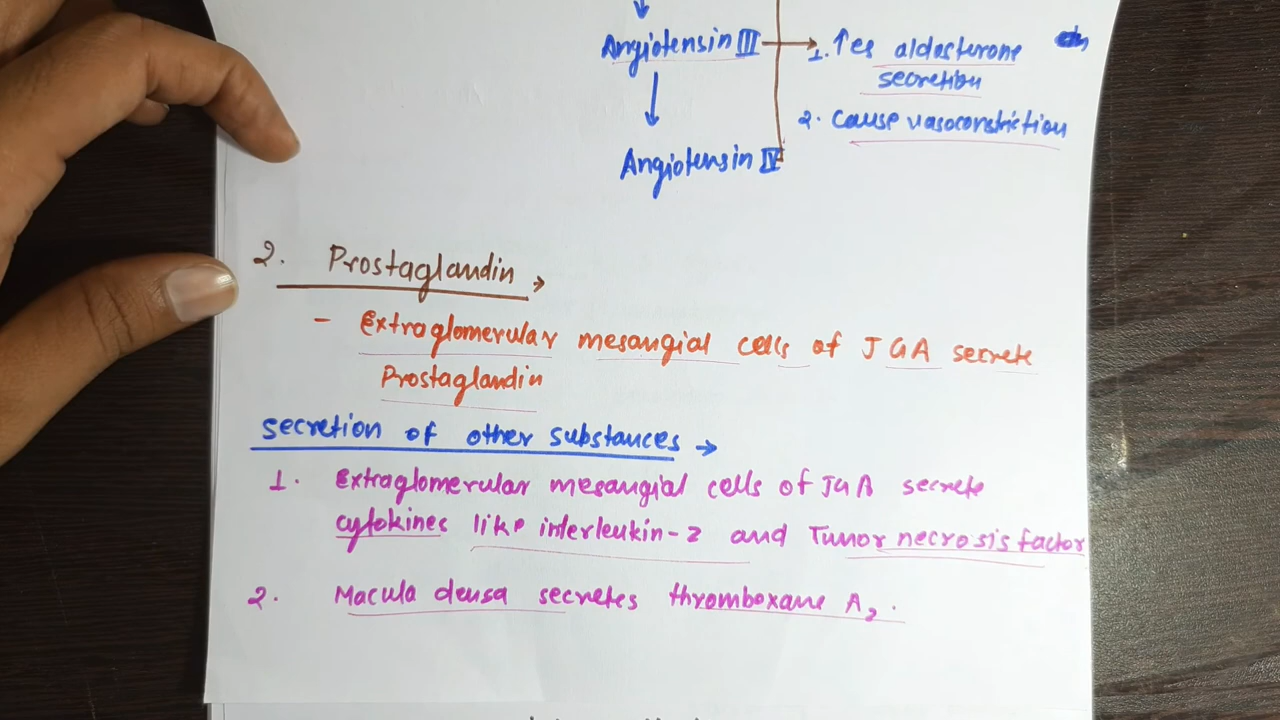 Angiotensin III → 1. ↑es aldosterone
secretion
2. cause vasoconstriction
Angiotensin IV
2. Prostaglandin →
- Extraglomerular mesangial cells of JGA secrete
Prostaglandin
secretion of other substances →
1. Extraglomerular mesangial cells of JGA secrete
cytokines like interleukin-2 and Tumor necrosis factor
2. Macula densa secretes thromboxane A2.